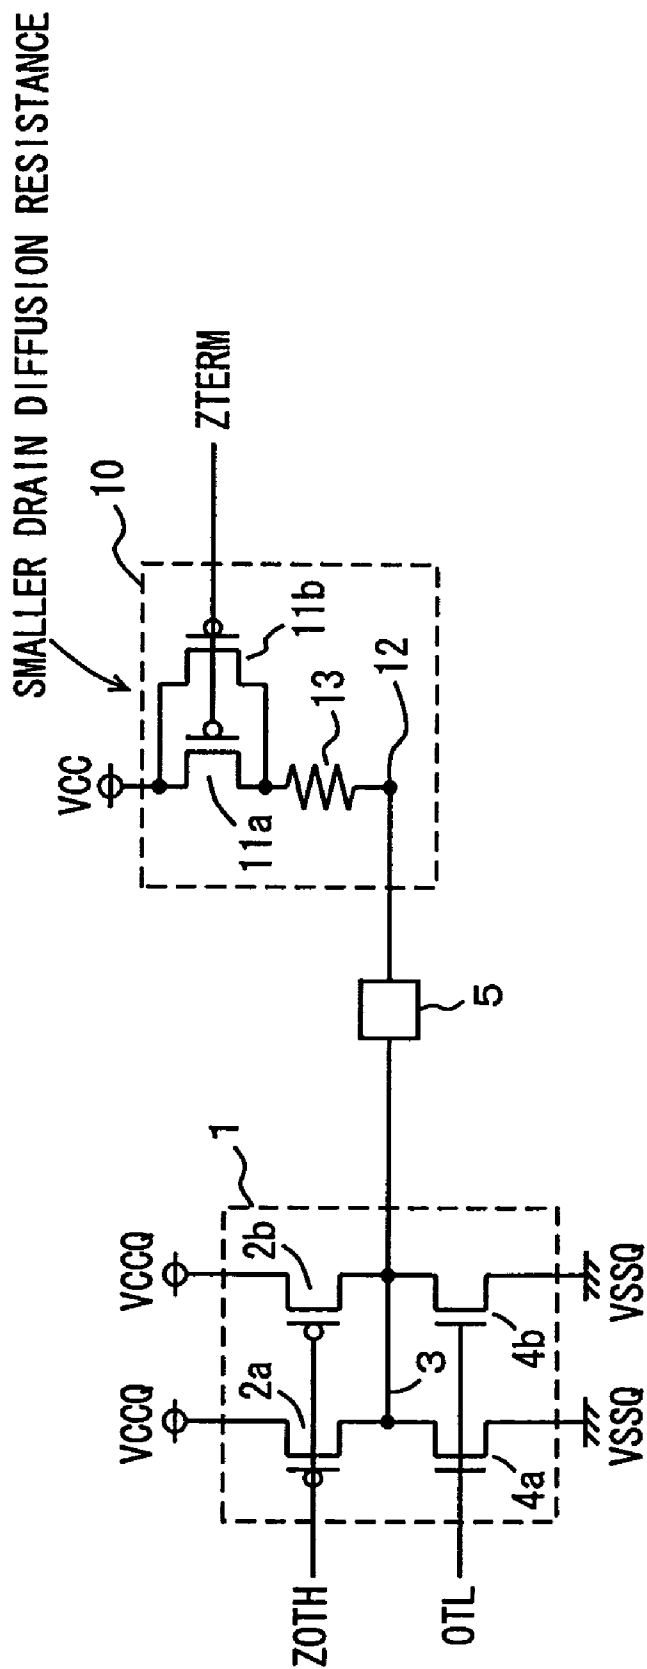 SMALLER DRAIN DIFFUSION RESISTANCE
10
VCC
ZTERM
11a
11b
13
12
5
1
VCCQ
VCCQ
2a
2b
3
ZOTH
OTL
4a
4b
VSSQ
VSSQ